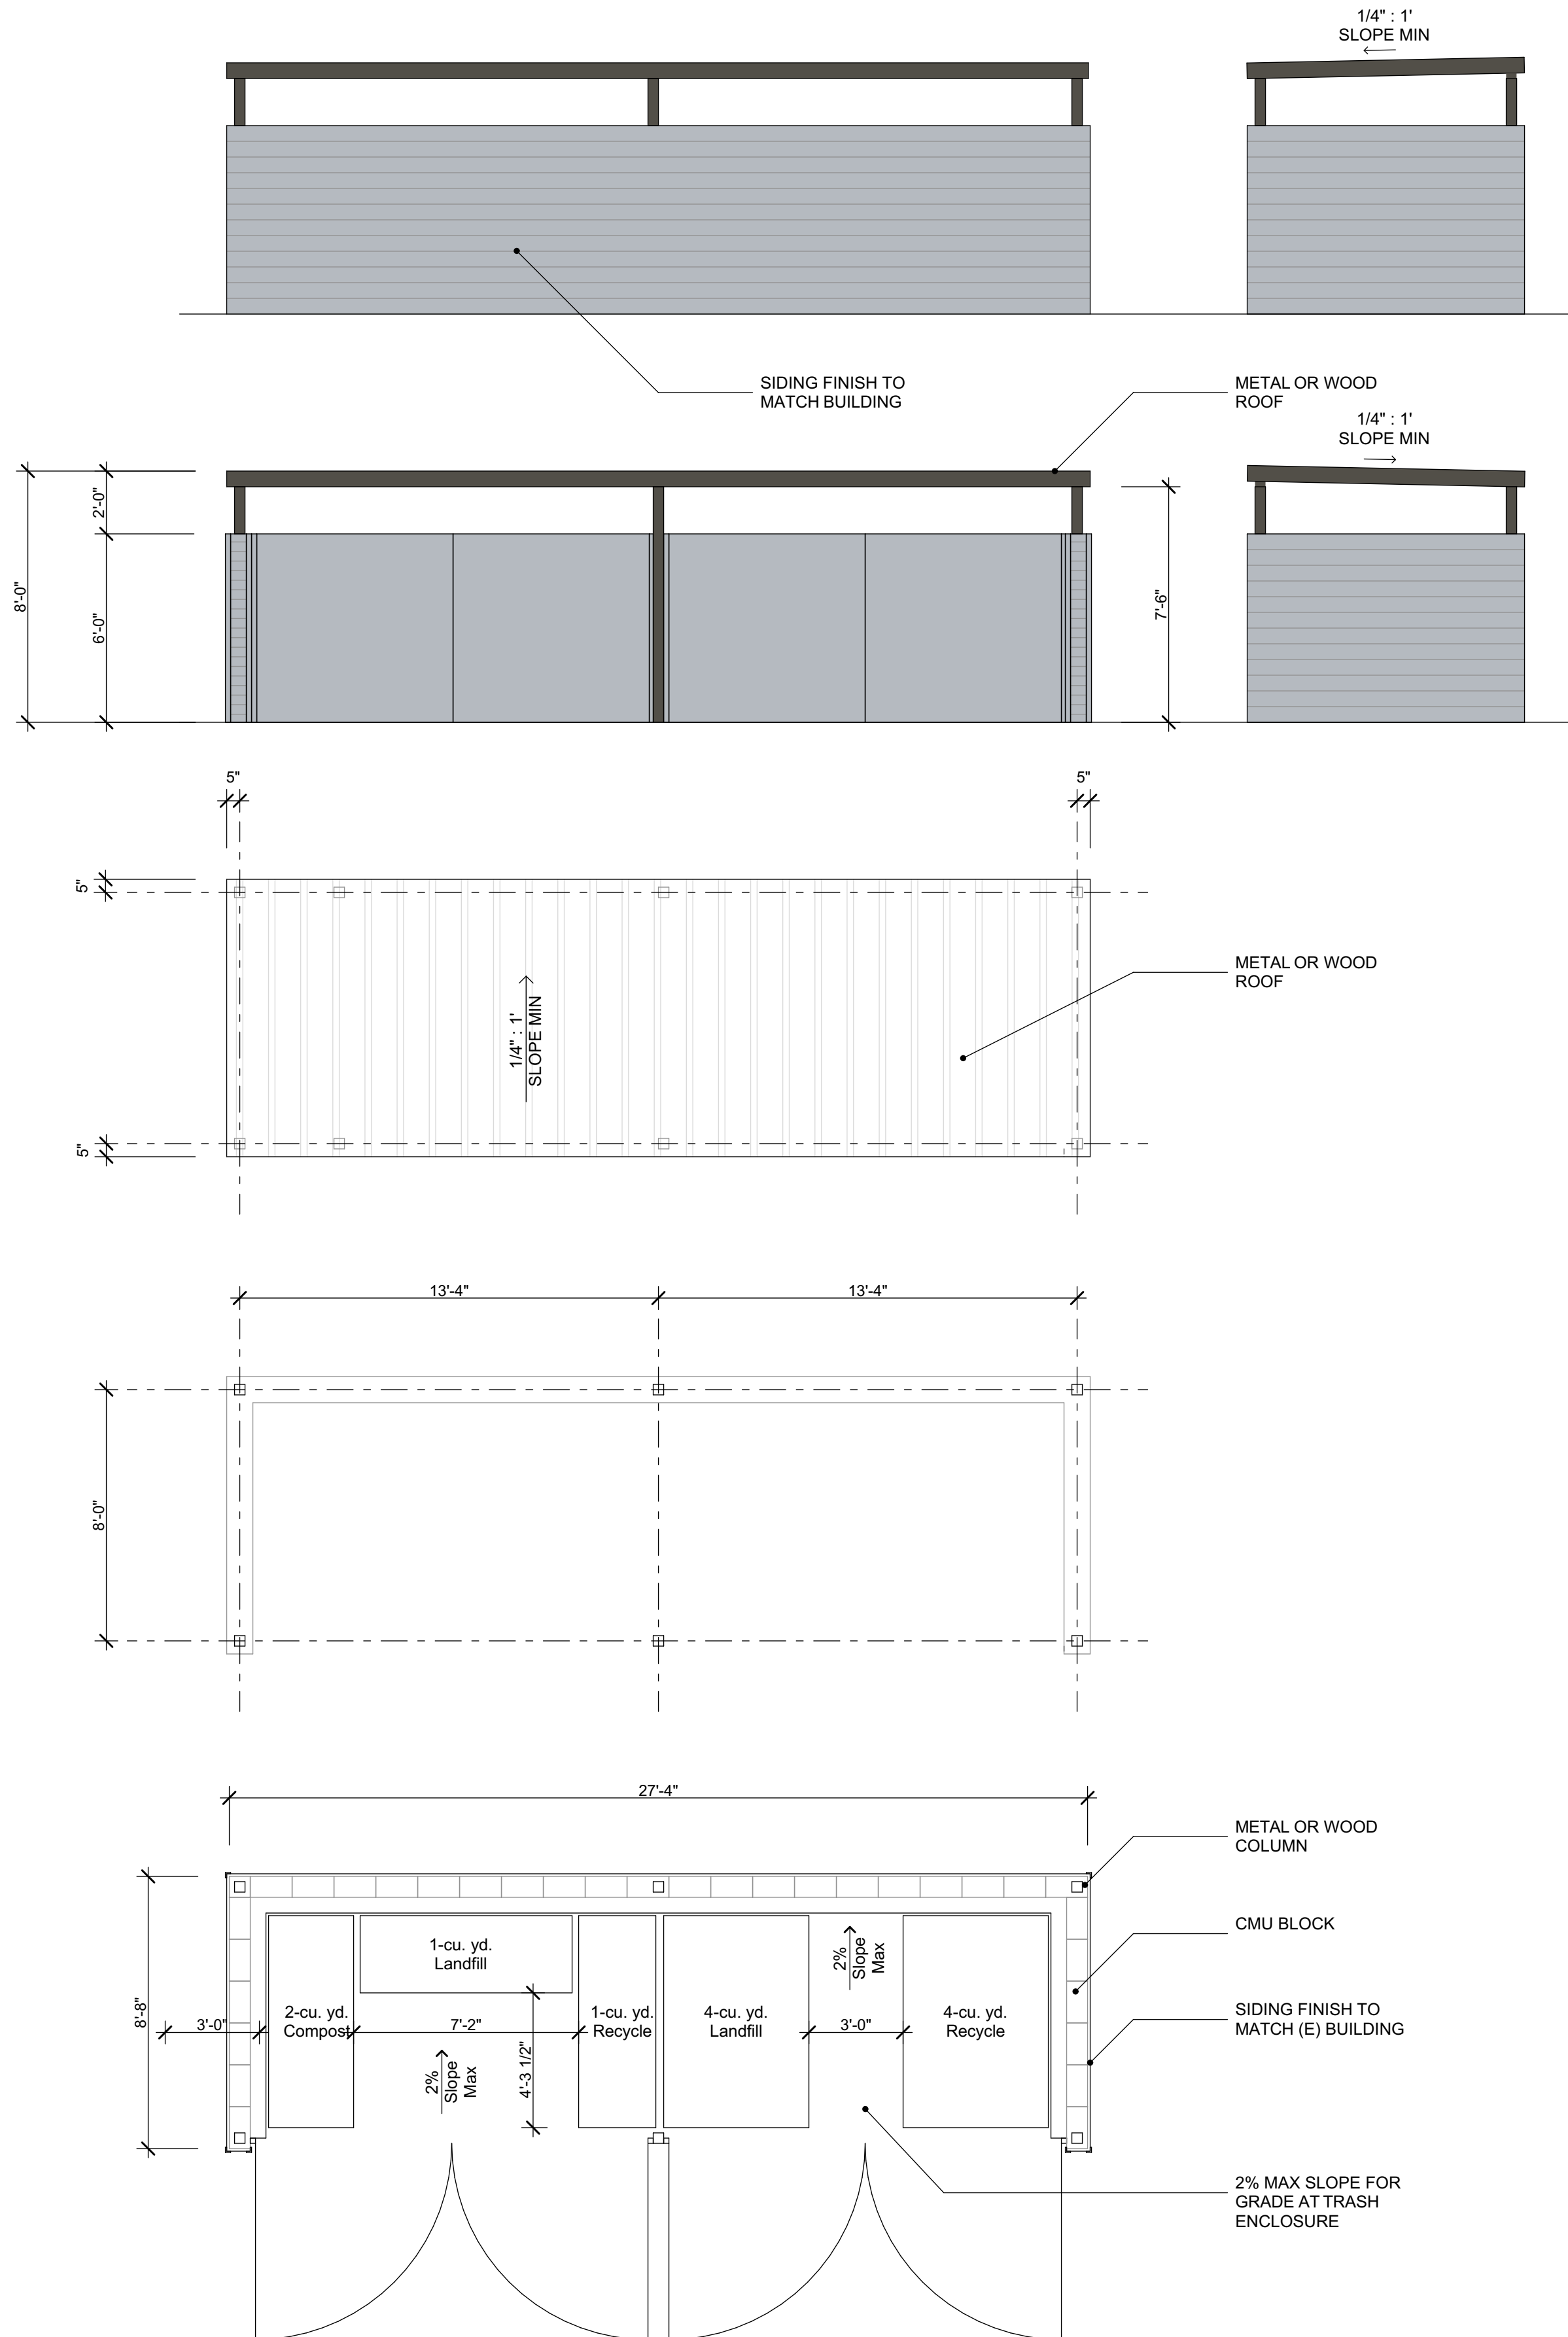 1/4" : 1'
SLOPE MIN
SIDING FINISH TO
MATCH BUILDING
METAL OR WOOD
ROOF
1/4" : 1'
SLOPE MIN
8'-0"
2'-0"
6'-0"
7'-6"
5"
5"
5"
5"
1/4" : 1'
SLOPE MIN
METAL OR WOOD
ROOF
13'-4"
13'-4"
8'-0"
27'-4"
METAL OR WOOD
COLUMN
CMU BLOCK
SIDING FINISH TO
MATCH (E) BUILDING
8'-8"
3'-0"
2-cu. yd.
Compost
1-cu. yd.
Landfill
7'-2"
4'-3 1/2"
2%
Slope
Max
1-cu. yd.
Recycle
4-cu. yd.
Landfill
2%
Slope
Max
3'-0"
4-cu. yd.
Recycle
2% MAX SLOPE FOR
GRADE AT TRASH
ENCLOSURE